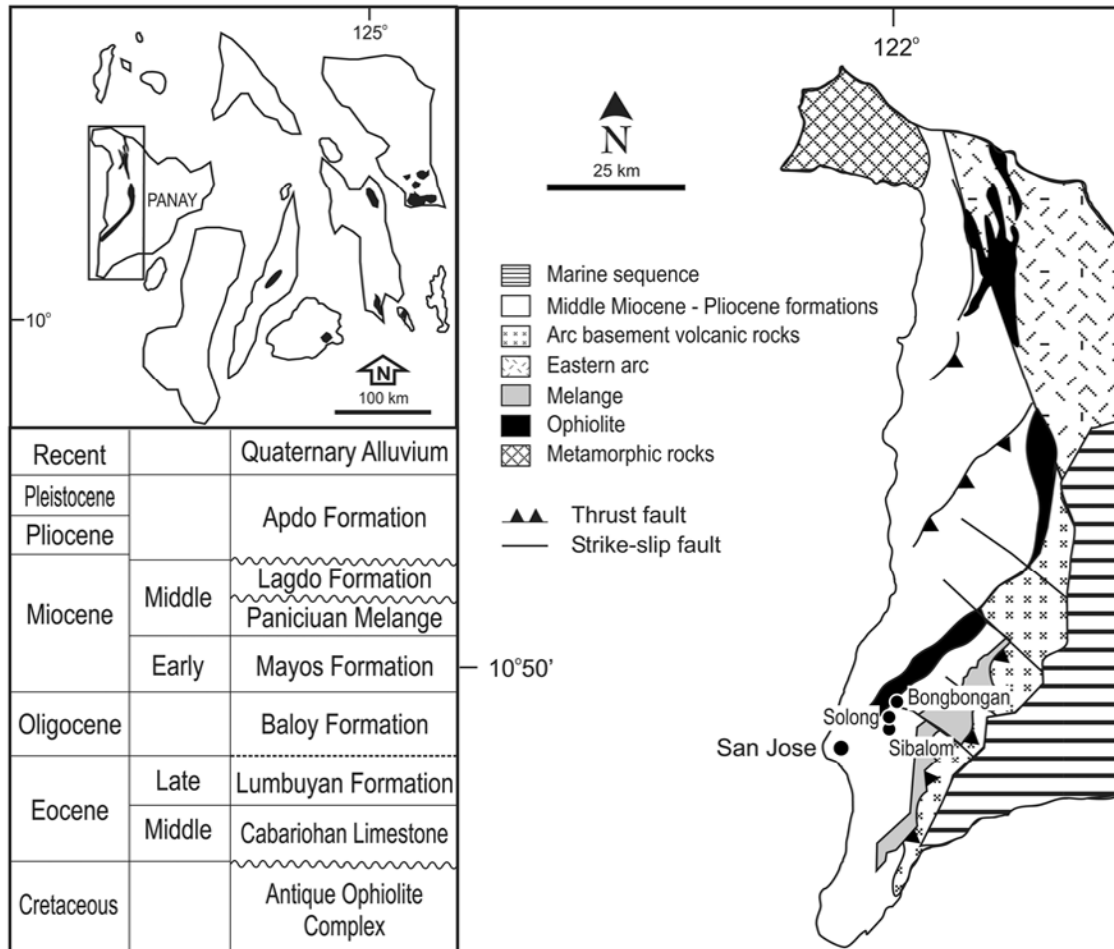 125°
PANAY
10°
N
100 km
Recent
Quaternary Alluvium
Pleistocene
Apdo Formation
Pliocene
Miocene
Middle
Lagdo Formation
Paniciuan Melange
Early
Mayos Formation
Oligocene
Baloy Formation
Eocene
Late
Lumbuyan Formation
Middle
Cabariohan Limestone
Cretaceous
Antique Ophiolite
Complex
122°
N
25 km
Marine sequence
Middle Miocene - Pliocene formations
Arc basement volcanic rocks
Eastern arc
Melange
Ophiolite
Metamorphic rocks
Thrust fault
Strike-slip fault
10°50'
Bongbongan
Solong
San Jose
Sibalom